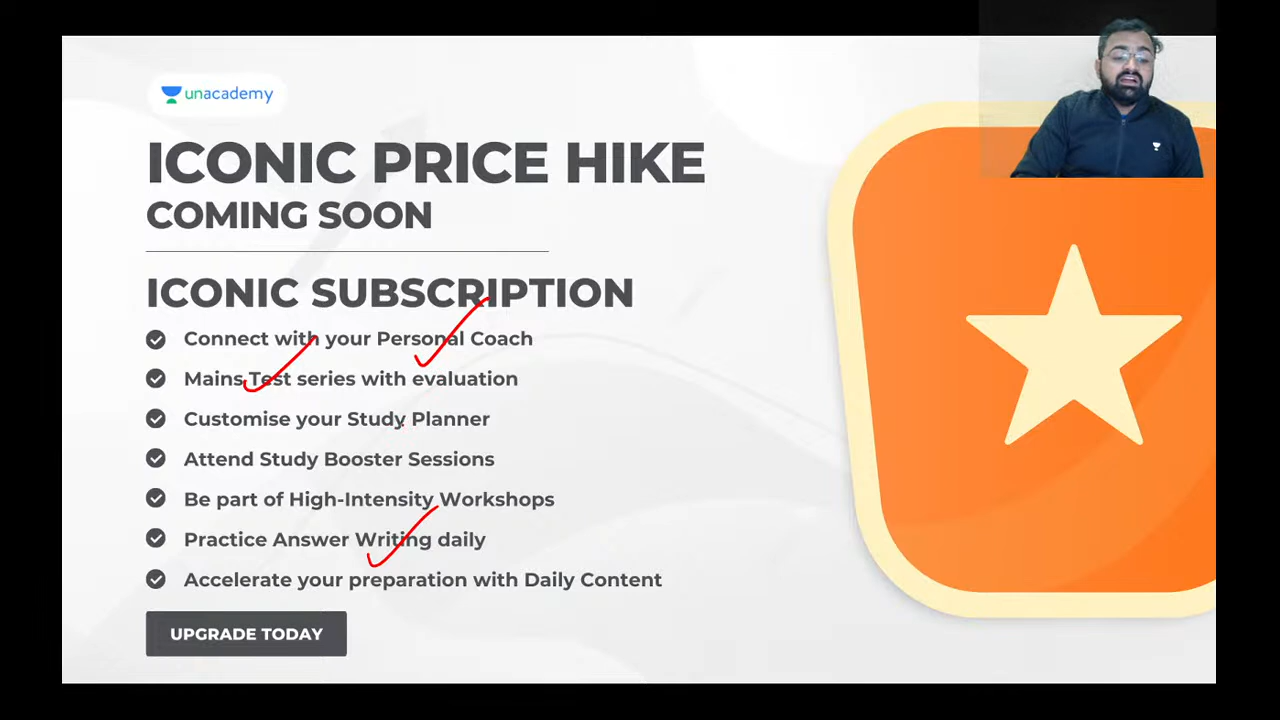 unacademy
ICONIC PRICE HIKE
COMING SOON
ICONIC SUBSCRIPTION
Connect with your Personal Coach
Mains Test series with evaluation
Customise your Study Planner
Attend Study Booster Sessions
Be part of High-Intensity Workshops
Practice Answer Writing daily
Accelerate your preparation with Daily Content
UPGRADE TODAY